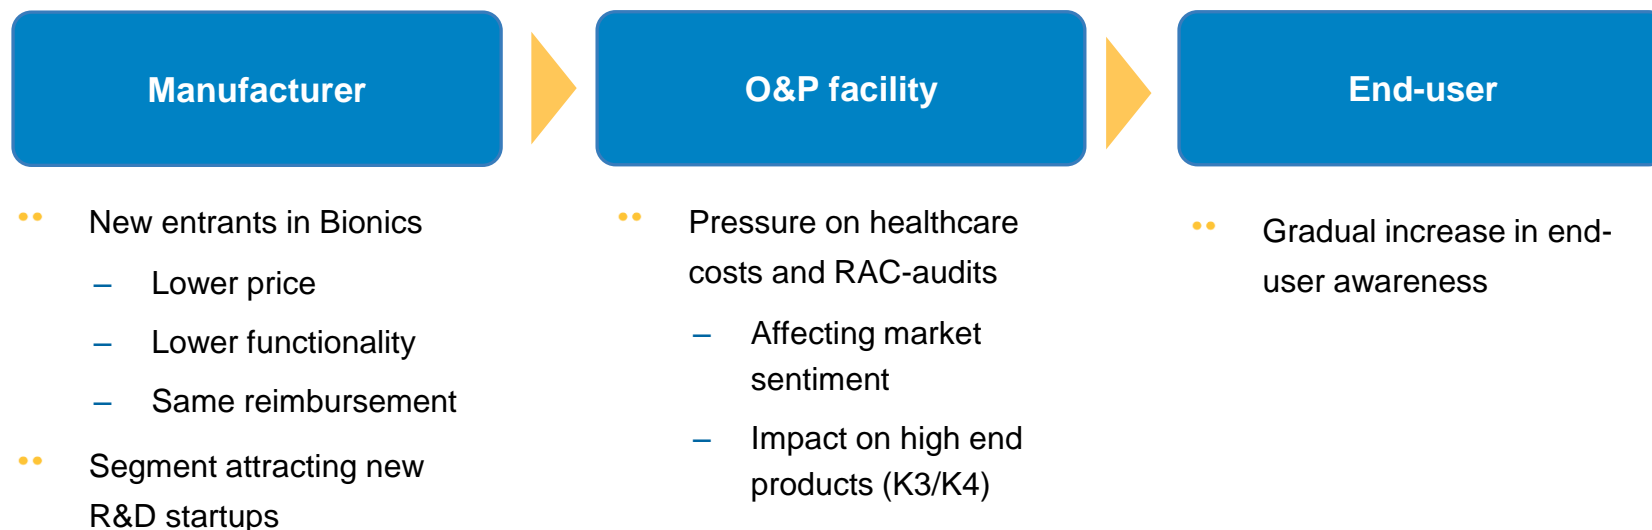 Manufacturer
New entrants in Bionics
– Lower price
– Lower functionality
– Same reimbursement
Segment attracting new
R&D startups
O&P facility
Pressure on healthcare
costs and RAC-audits
– Affecting market
sentiment
– Impact on high end
products (K3/K4)
End-user
Gradual increase in end-
user awareness